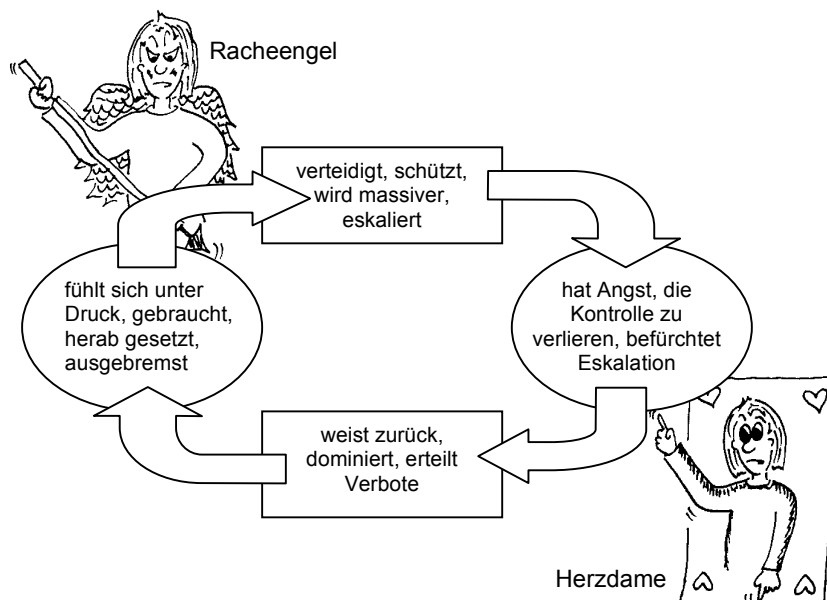 Racheengel
verteidigt, schützt,
wird massiver,
eskaliert
fühlt sich unter
Druck, gebraucht,
herab gesetzt,
ausgebremst
hat Angst, die
Kontrolle zu
verlieren, befürchtet
Eskalation
weist zurück,
dominiert, erteilt
Verbote
Herzdame